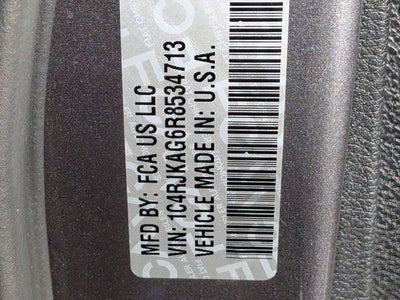 MFD BY: FCA US LLC
VIN: 1C4RJKAG6R8534713
VEHICLE MADE IN: U.S.A.